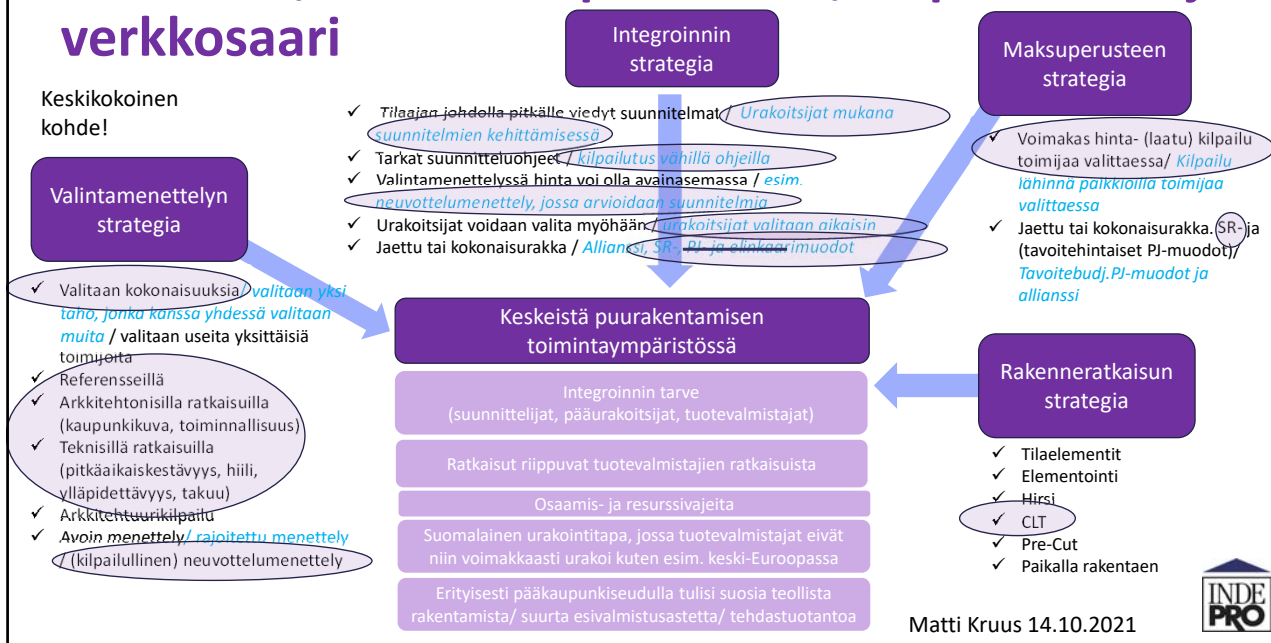 verkkosaari
Keskikokoinen
kohde!
Integroinnin
strategia
Maksuperusteen
strategia
Valintamenettelyn
strategia
✓ Tilaajan johdolla pitkälle viedyt suunnitelmat / Urakoitsijat mukana
suunnitelmien kehittämisessä
✓ Tarkat suunnitteluohjeet / kilpailutus vähillä ohjeilla
✓ Valintamenettelyssä hinta voi olla avainasemassa / esim.
neuvottelumenettely, jossa arvioidaan suunnitelmia
✓ Urakoitsijat voidaan valita myöhään / urakoitsijat valitaan aikaisin
✓ Jaettu tai kokonaisurakka / Allianssi, SR-, PJ- ja elinkaarimuodot
✓ Voimakas hinta- (laatu) kilpailu
toimijaa valittaessa/ Kilpailu
lähinnä palkkioilla toimijaa
valittaessa
✓ Jaettu tai kokonaisurakka. SR- ja
(tavoitehintaiset PJ-muodot)/
Tavoitebudj.PJ-muodot ja
allianssi
✓ Valitaan kokonaisuuksia/ valitaan yksi
taho, jonka kanssa yhdessä valitaan
muita / valitaan useita yksittäisiä
toimijoita
✓ Referensseillä
✓ Arkkitehtonisilla ratkaisuilla
(kaupunkikuva, toiminnallisuus)
✓ Teknisillä ratkaisuilla
(pitkäaikaiskestävyys, hiili,
ylläpidettävyys, takuu)
✓ Arkkitehtuurikilpailu
✓ Avoin menettely/ rajoitettu menettely
/ (kilpailullinen) neuvottelumenettely
Keskeistä puurakentamisen
toimintaympäristössä
Integroinnin tarve
(suunnittelijat, pääurakoitsijat, tuotevalmistajat)
Ratkaisut riippuvat tuotevalmistajien ratkaisuista
Osaamis- ja resurssivajeita
Suomalainen urakointitapa, jossa tuotevalmistajat eivät
niin voimakkaasti urakoi kuten esim. keski-Euroopassa
Erityisesti pääkaupunkiseudulla tulisi suosia teollista
rakentamista/ suurta esivalmistusastetta/ tehdastuotantoa
Rakenneratkaisun
strategia
✓ Tilaelementit
✓ Elementointi
✓ Hirsi
✓ CLT
✓ Pre-Cut
✓ Paikalla rakentaen
Matti Kruus 14.10.2021
INDE
PRO